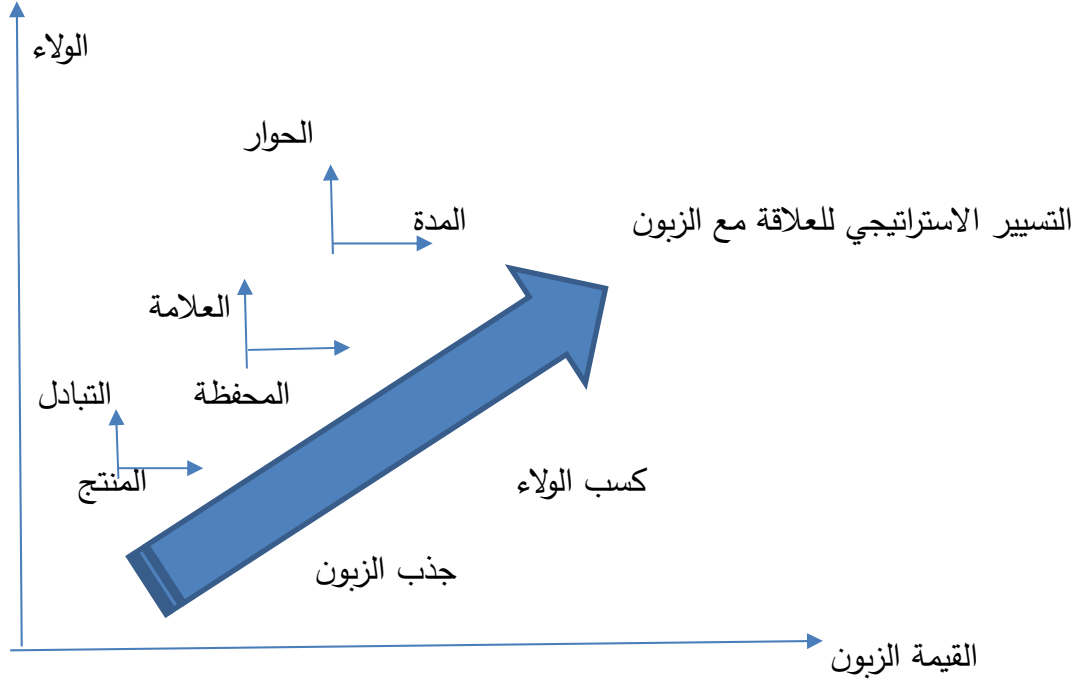 الولاء
الحوار
المدة
التسيير الاستراتيجي للعلاقة مع الزبون
العلامة
المحفظة
التبادل
المنتج
كسب الولاء
جذب الزبون
القيمة الزبون